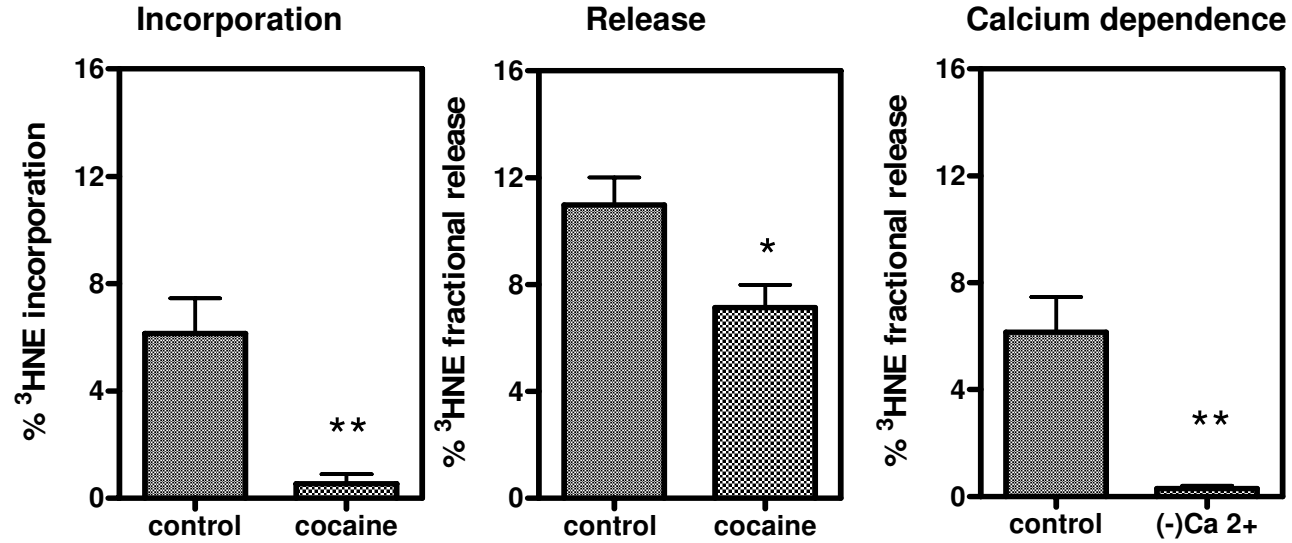 Incorporation
% ³HNE incorporation
16
12
8
4
0
**
control cocaine
Release
% ³HNE fractional release
16
12
8
4
0
*
control cocaine
Calcium dependence
% ³HNE fractional release
16
12
8
4
0
**
control (-)Ca 2+